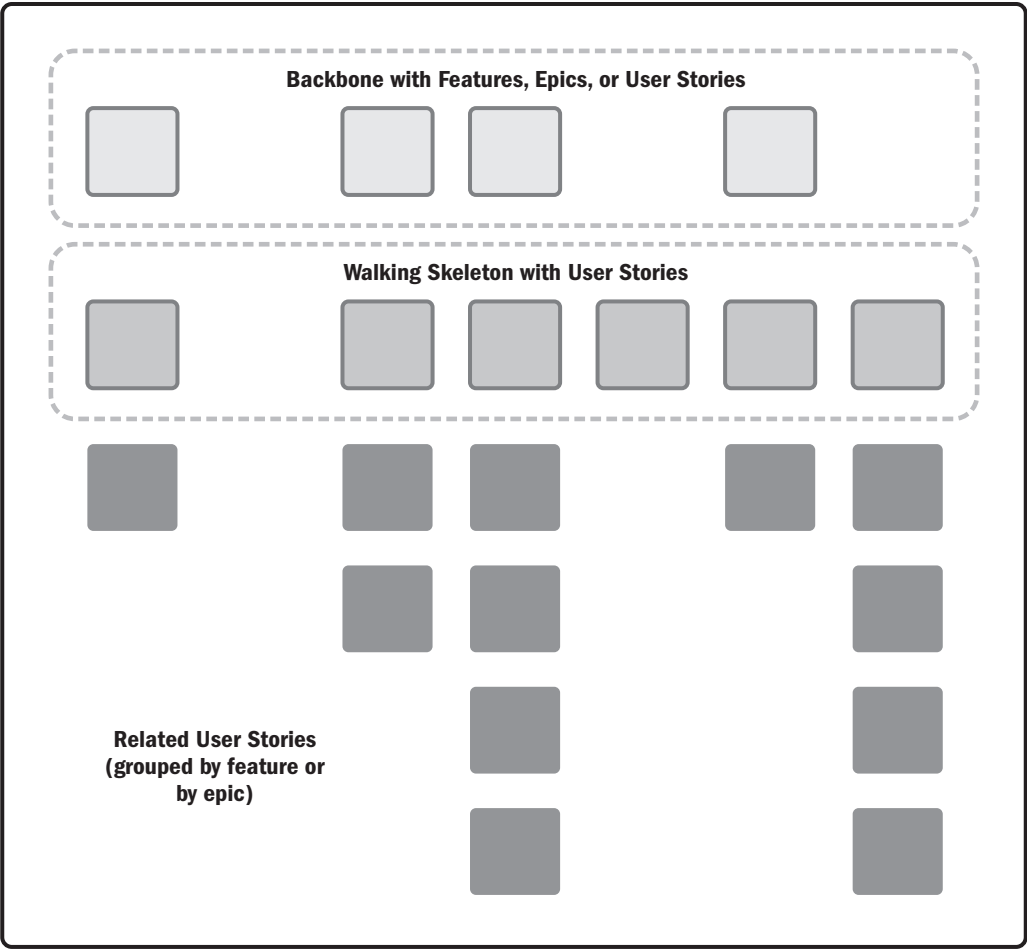 Backbone with Features, Epics, or User Stories
Walking Skeleton with User Stories
Related User Stories
(grouped by feature or
by epic)